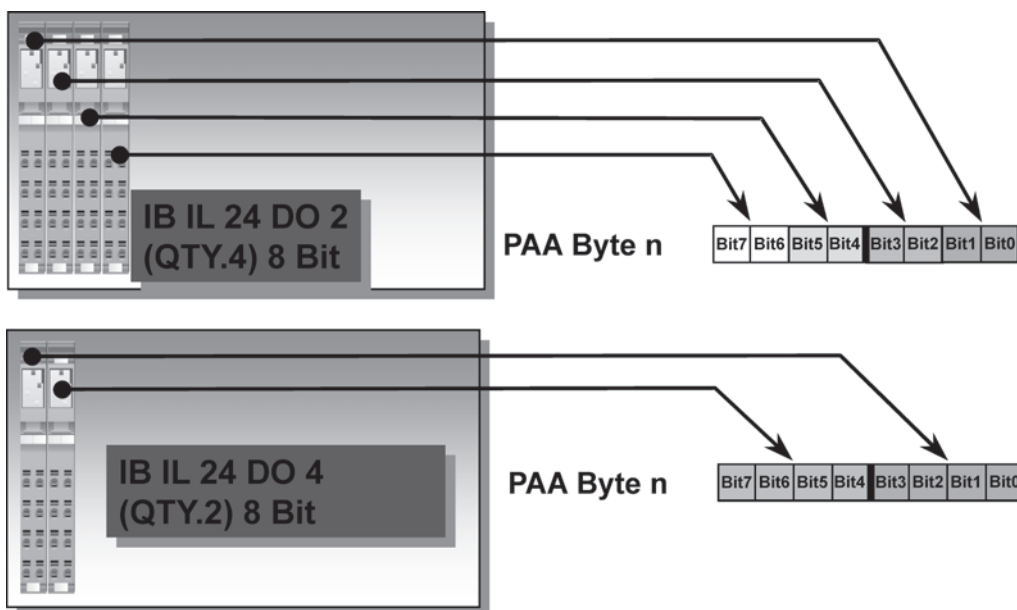 IB IL 24 DO 2
(QTY.4) 8 Bit
PAA Byte n
Bit7 Bit6 Bit5 Bit4 Bit3 Bit2 Bit1 Bit0
IB IL 24 DO 4
(QTY.2) 8 Bit
PAA Byte n
Bit7 Bit6 Bit5 Bit4 Bit3 Bit2 Bit1 Bit0